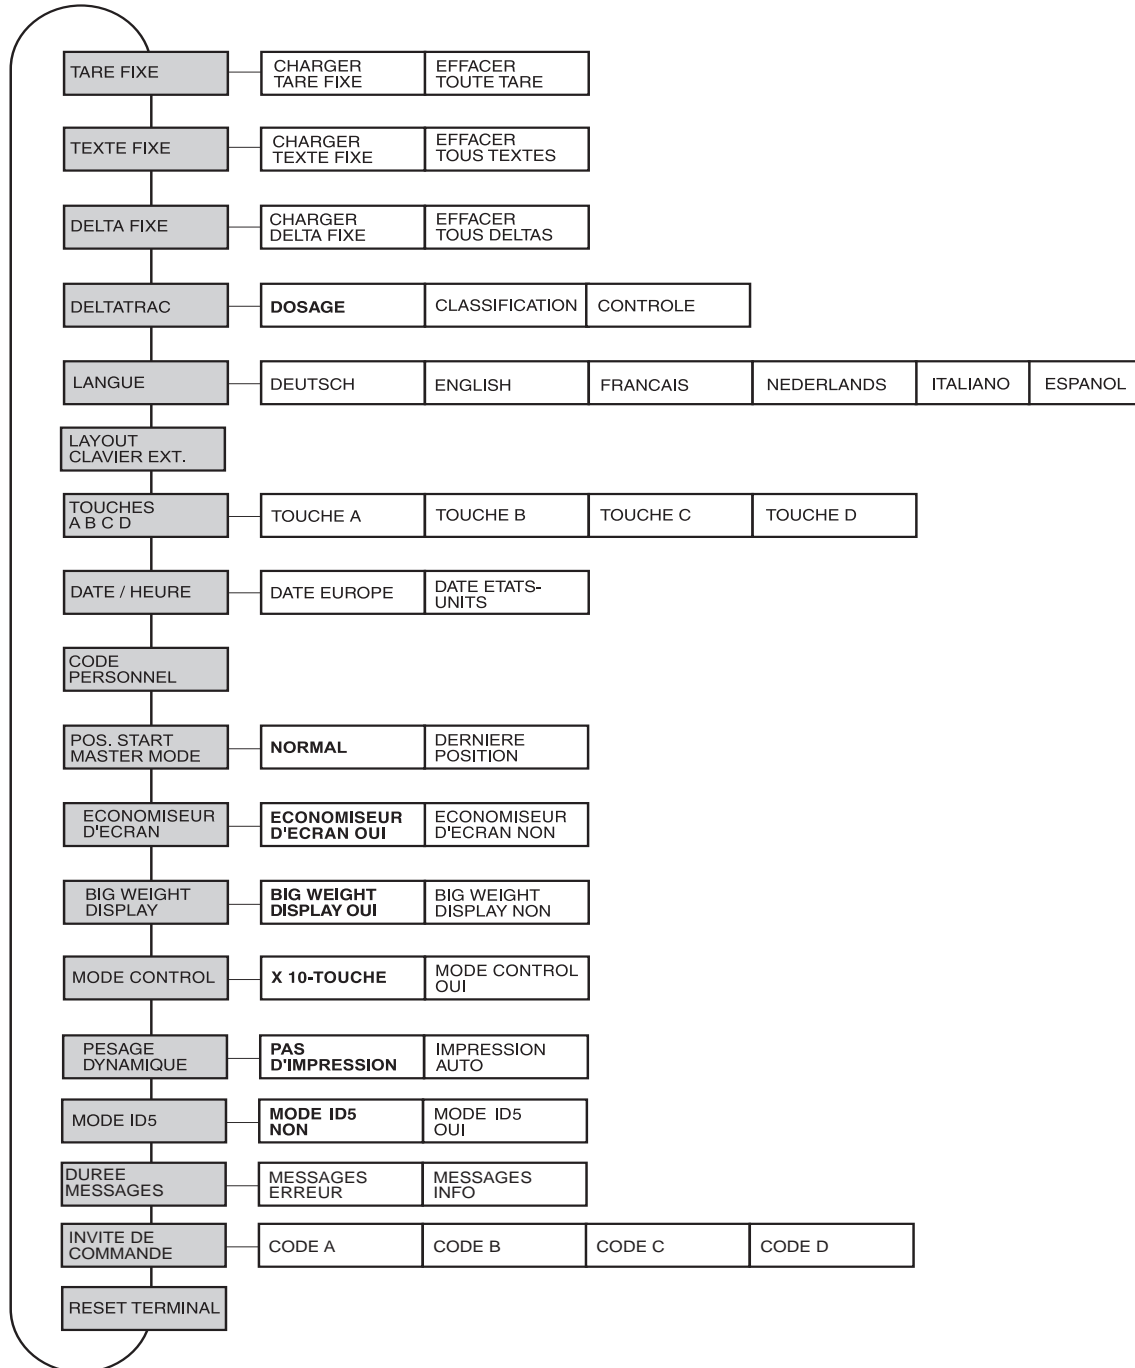 TARE FIXE
CHARGER
TARE FIXE
EFFACER
TOUTE TARE
TEXTE FIXE
CHARGER
TEXTE FIXE
EFFACER
TOUS TEXTES
DELTA FIXE
CHARGER
DELTA FIXE
EFFACER
TOUS DELTAS
DELTATRAC
DOSAGE
CLASSIFICATION
CONTROLE
LANGUE
DEUTSCH
ENGLISH
FRANCAIS
NEDERLANDS
ITALIANO
ESPANOL
LAYOUT
CLAVIER EXT.
TOUCHES
A B C D
TOUCHE A
TOUCHE B
TOUCHE C
TOUCHE D
DATE / HEURE
DATE EUROPE
DATE ETATS-
UNITS
CODE
PERSONNEL
POS. START
MASTER MODE
NORMAL
DERNIERE
POSITION
ECONOMISEUR
D'ECRAN
ECONOMISEUR
D'ECRAN OUI
ECONOMISEUR
D'ECRAN NON
BIG WEIGHT
DISPLAY
BIG WEIGHT
DISPLAY OUI
BIG WEIGHT
DISPLAY NON
MODE CONTROL
X 10-TOUCHE
MODE CONTROL
OUI
PESAGE
DYNAMIQUE
PAS
D'IMPRESSION
IMPRESSION
AUTO
MODE ID5
MODE ID5
NON
MODE ID5
OUI
DUREE
MESSAGES
MESSAGES
ERREUR
MESSAGES
INFO
INVITE DE
COMMANDE
CODE A
CODE B
CODE C
CODE D
RESET TERMINAL